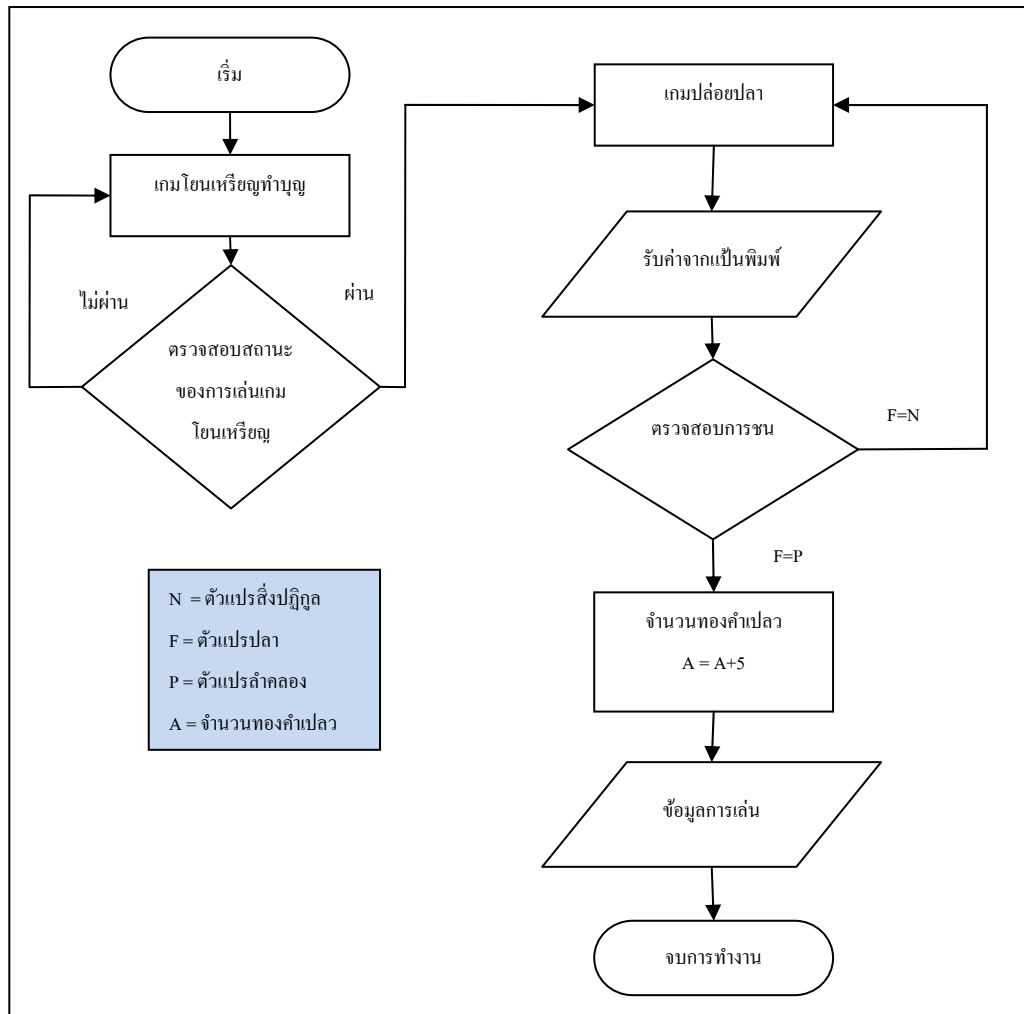 เริ่ม
เกมโยนเหรียญทำบุญ
ไม่ผ่าน
ผ่าน
ตรวจสอบสถานะ
ของการเล่นเกม
โยนเหรียญ
เกมปล่อยปลา
รับค่าจากแป้นพิมพ์
ตรวจสอบการชน
F=N
F=P
จำนวนทองคำเปลว
A = A+5
ข้อมูลการเล่น
จบการทำงาน
N = ตัวแปรสิ่งปฏิกูล
F = ตัวแปรปลา
P = ตัวแปรลำคลอง
A = จำนวนทองคำเปลว